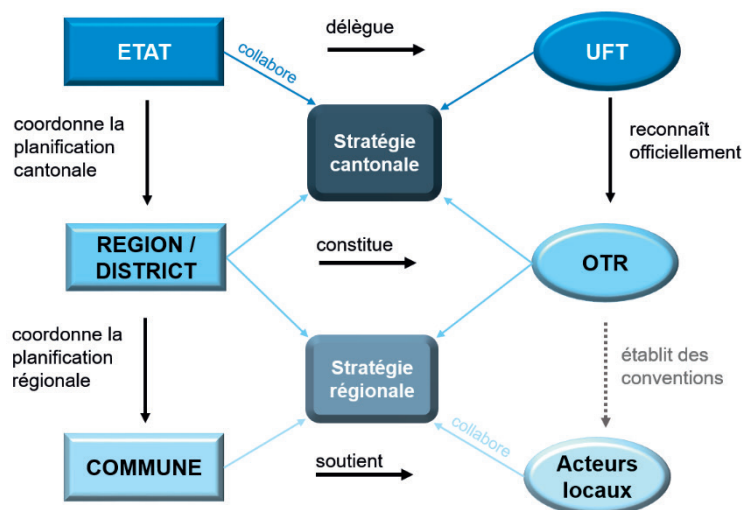 délègue
ETAT
collabore
UFT
coordonne la
planification
cantonale
Stratégie
cantonale
reconnaît
officiellement
REGION /
DISTRICT
constitue
OTR
coordonne la
planification
régionale
Stratégie
régionale
établit des
conventions
COMMUNE
soutient
collabore
Acteurs
locaux